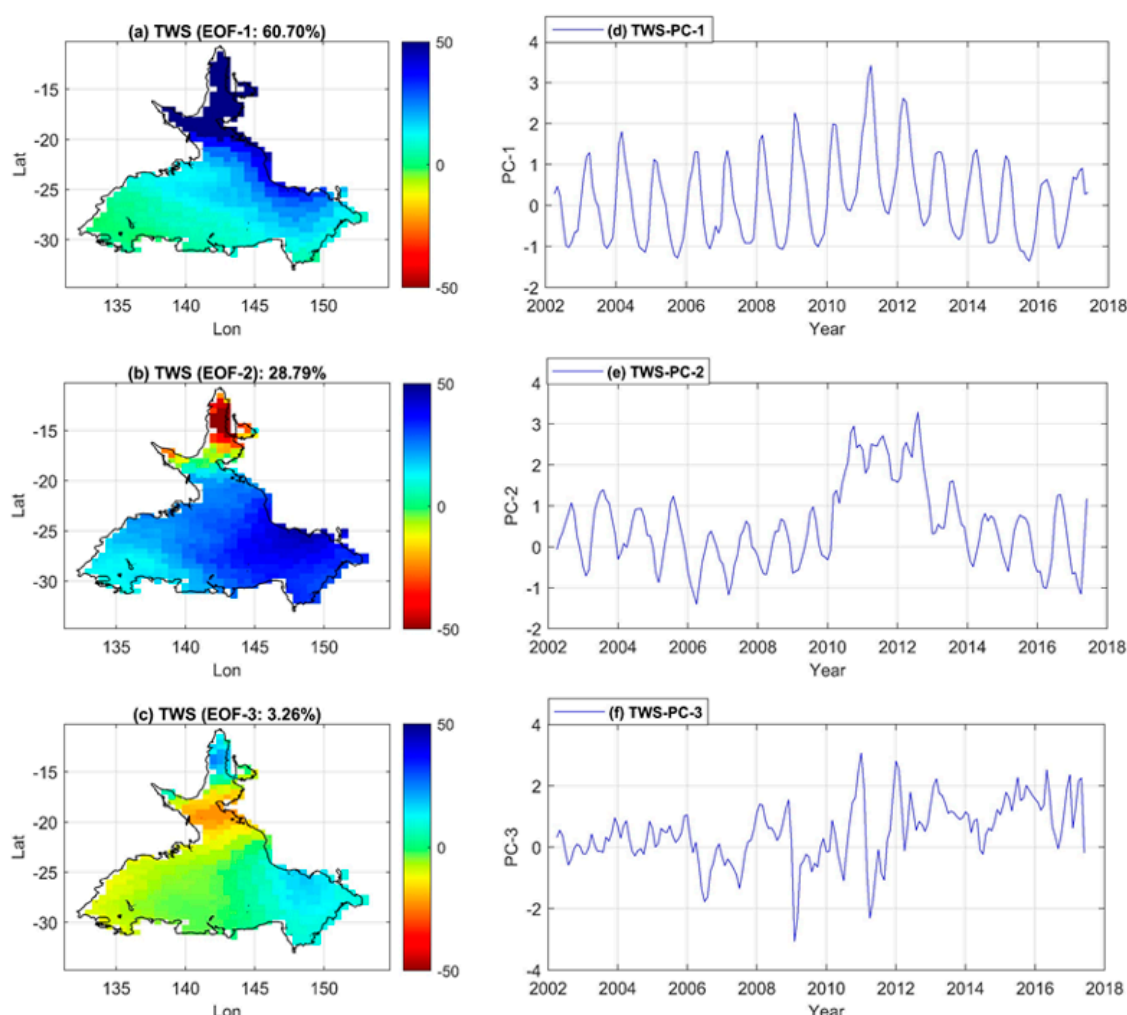 (a) TWS (EOF-1: 60.70%)
50
0
-50
-15
-20
-25
-30
Lat
135 140 145 150
Lon
(d) TWS-PC-1
4
3
2
1
0
-1
-2
PC-1
2002 2004 2006 2008 2010 2012 2014 2016 2018
Year
(b) TWS (EOF-2): 28.79%
50
0
-50
-15
-20
-25
-30
Lat
135 140 145 150
Lon
(e) TWS-PC-2
4
3
2
1
0
-1
-2
PC-2
2002 2004 2006 2008 2010 2012 2014 2016 2018
Year
(c) TWS (EOF-3: 3.26%)
50
0
-50
-15
-20
-25
-30
Lat
135 140 145 150
Lon
(f) TWS-PC-3
4
2
0
-2
-4
PC-3
2002 2004 2006 2008 2010 2012 2014 2016 2018
Year